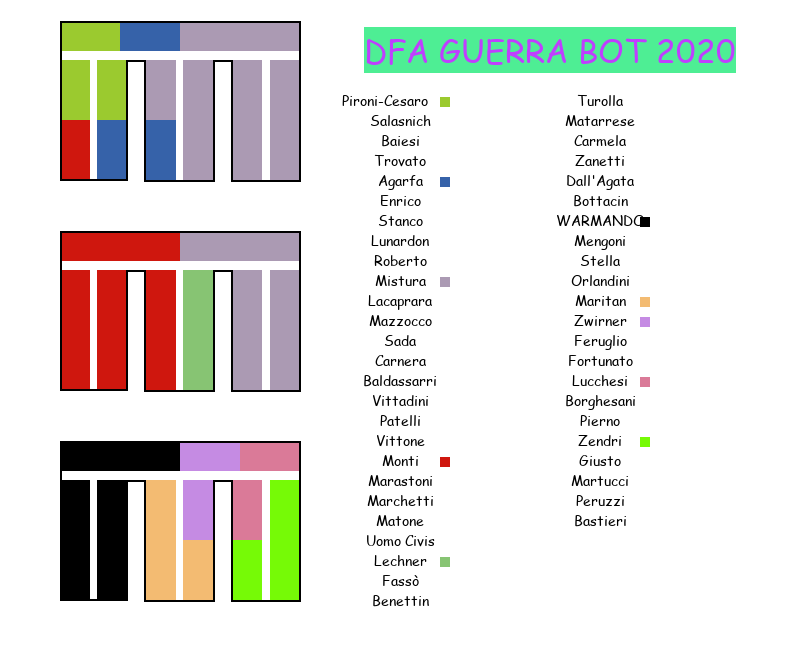 DFA GUERRA BOT 2020
Pironi-Cesaro
Salasnich
Baiesi
Trovato
Agarfa
Enrico
Stanco
Lunardon
Roberto
Mistura
Lacaprara
Mazzocco
Sada
Carnera
Baldassarri
Vittadini
Patelli
Vittone
Monti
Marastoni
Marchetti
Matone
Uomo Civis
Lechner
Fassò
Benettin
Turolla
Matarrese
Carmela
Zanetti
Dall'Agata
Bottacin
WARMANDO
Mengoni
Stella
Orlandini
Maritan
Zwirner
Feruglio
Fortunato
Lucchesi
Borghesani
Pierno
Zendri
Giusto
Martucci
Peruzzi
Bastieri